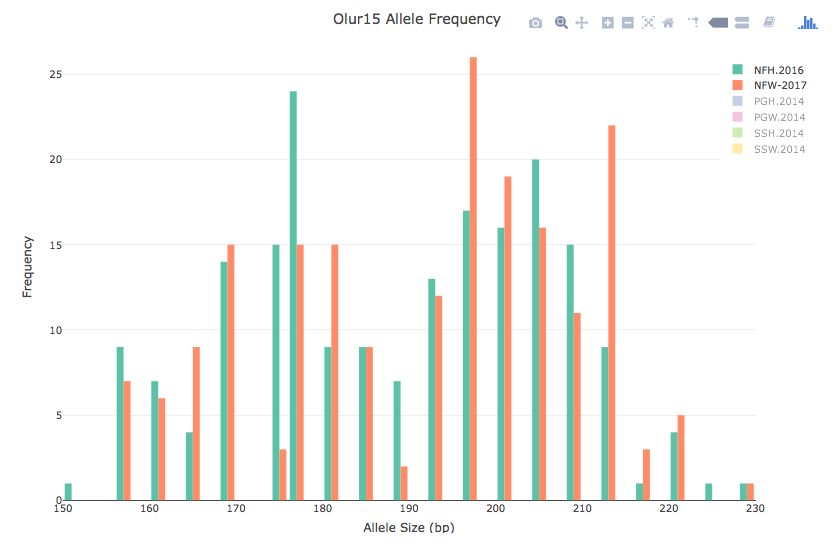 Olur15 Allele Frequency
NFH.2016
NFW-2017
PGH.2014
PGW.2014
SSH.2014
SSW.2014
Frequency
25
20
15
10
5
0
150 160 170 180 190 200 210 220 230
Allele Size (bp)